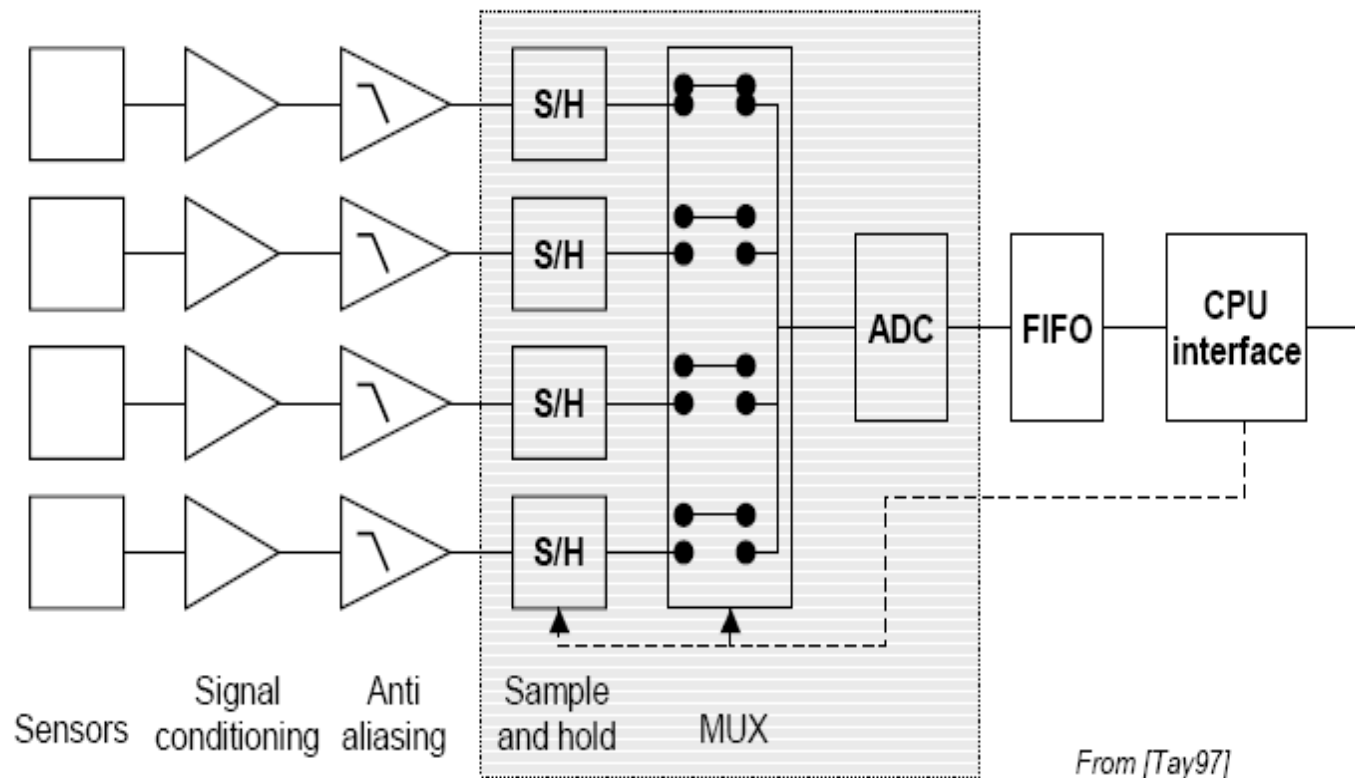 S/H
S/H
S/H
S/H
ADC
FIFO
CPU
interface
Sensors
Signal
conditioning
Anti
aliasing
Sample
and hold
MUX
From [Tay97]